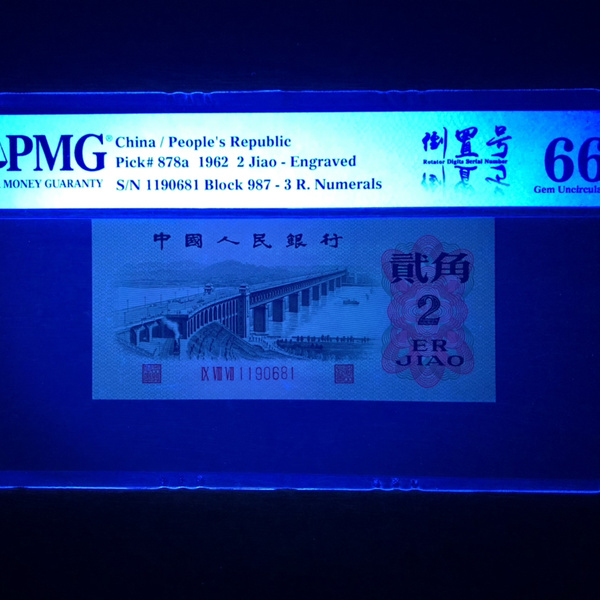 PMG
MONEY GUARANTY
China / People's Republic
Pick# 878a 1962 2 Jiao - Engraved
S/N 1190681 Block 987 - 3 R. Numerals
倒置号
Rotator Digits Serial Number
66
Gem Uncircula
中國人民銀行
貳角
2
ER
JIAO
IX VIII VII 1190681